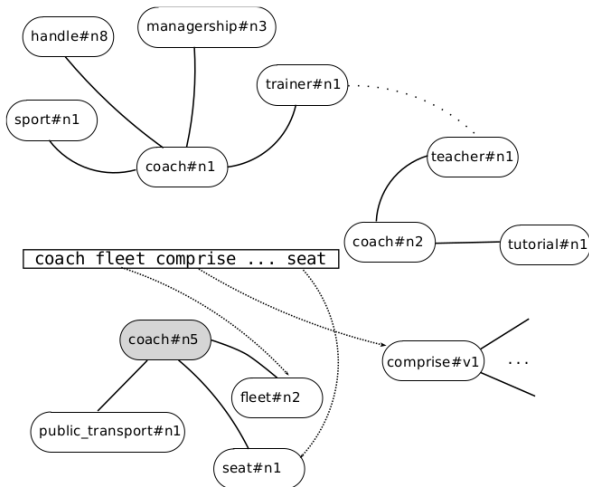 managership#n3
handle#n8
trainer#n1
sport#n1
teacher#n1
coach#n1
coach#n2
tutorial#n1
coach fleet comprise ... seat
coach#n5
comprise#v1
...
fleet#n2
public_transport#n1
seat#n1